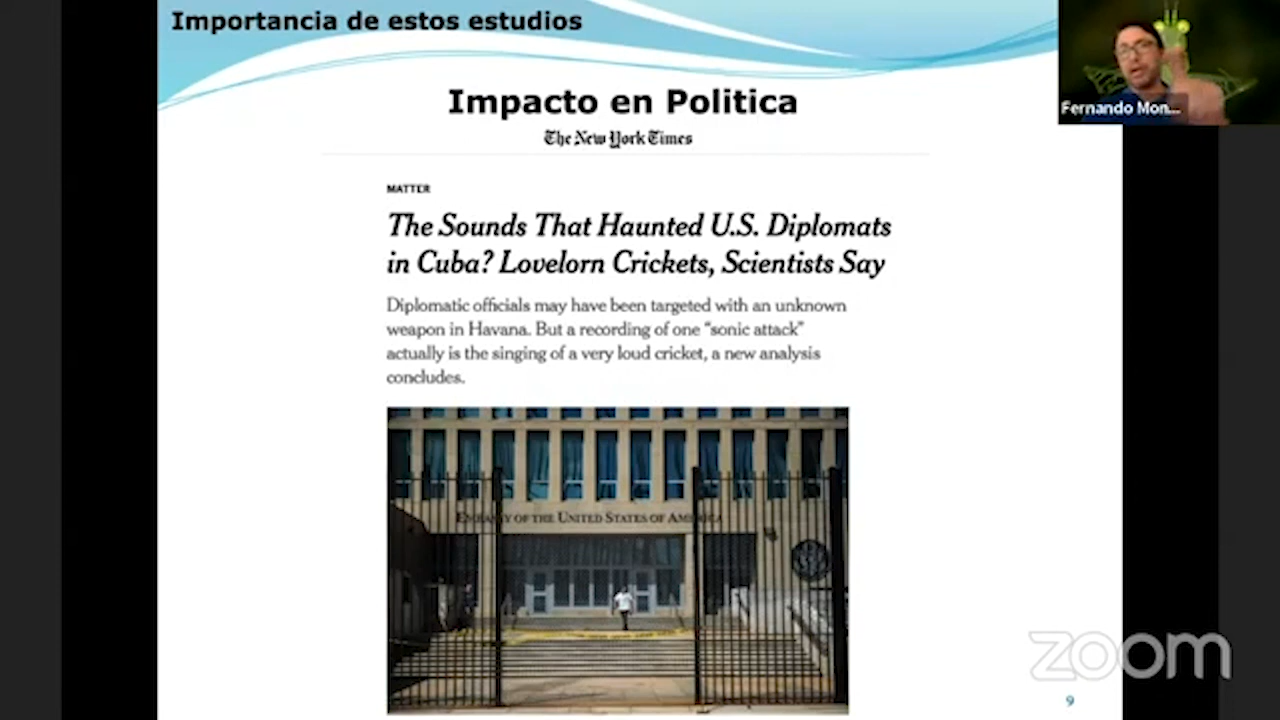 Importancia de estos estudios
Fernando Mon...
Impacto en Politica
The New York Times
MATTER
The Sounds That Haunted U.S. Diplomats
in Cuba? Lovelorn Crickets, Scientists Say
Diplomatic officials may have been targeted with an unknown
weapon in Havana. But a recording of one “sonic attack”
actually is the singing of a very loud cricket, a new analysis
concludes.
EMBASSY OF THE UNITED STATES OF AMERICA
zoom
9